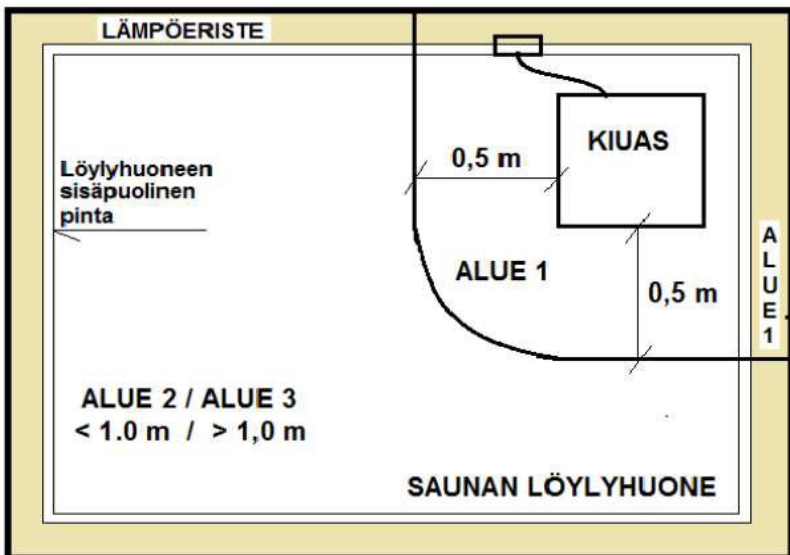 LÄMPÖERISTE
KIUAS
0,5 m
Löylyhuoneen
sisäpuolinen
pinta
ALUE 1
ALUE 1
0,5 m
ALUE 2 / ALUE 3
< 1.0 m / > 1,0 m
SAUNAN LÖYLYHUONE